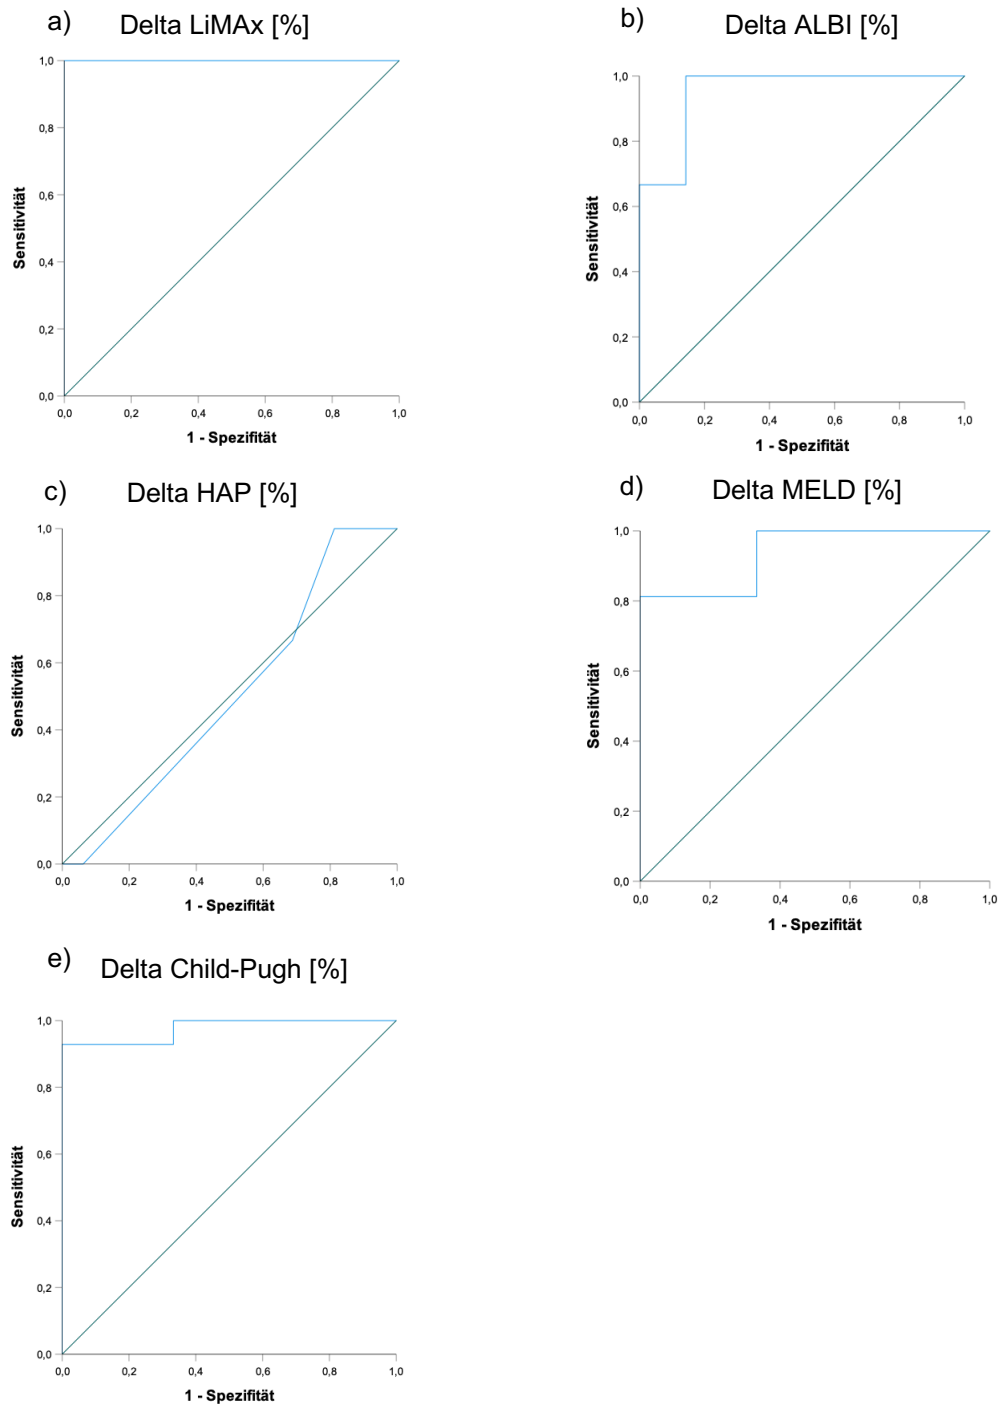 a) Delta LiMAx [%]
1,0
0,8
0,6
0,4
0,2
0,0
Sensitivität
0,0 0,2 0,4 0,6 0,8 1,0
1 - Spezifität
b) Delta ALBI [%]
1,0
0,8
0,6
0,4
0,2
0,0
Sensitivität
0,0 0,2 0,4 0,6 0,8 1,0
1 - Spezifität
c) Delta HAP [%]
1,0
0,8
0,6
0,4
0,2
0,0
Sensitivität
0,0 0,2 0,4 0,6 0,8 1,0
1 - Spezifität
d) Delta MELD [%]
1,0
0,8
0,6
0,4
0,2
0,0
Sensitivität
0,0 0,2 0,4 0,6 0,8 1,0
1 - Spezifität
e) Delta Child-Pugh [%]
1,0
0,8
0,6
0,4
0,2
0,0
Sensitivität
0,0 0,2 0,4 0,6 0,8 1,0
1 - Spezifität